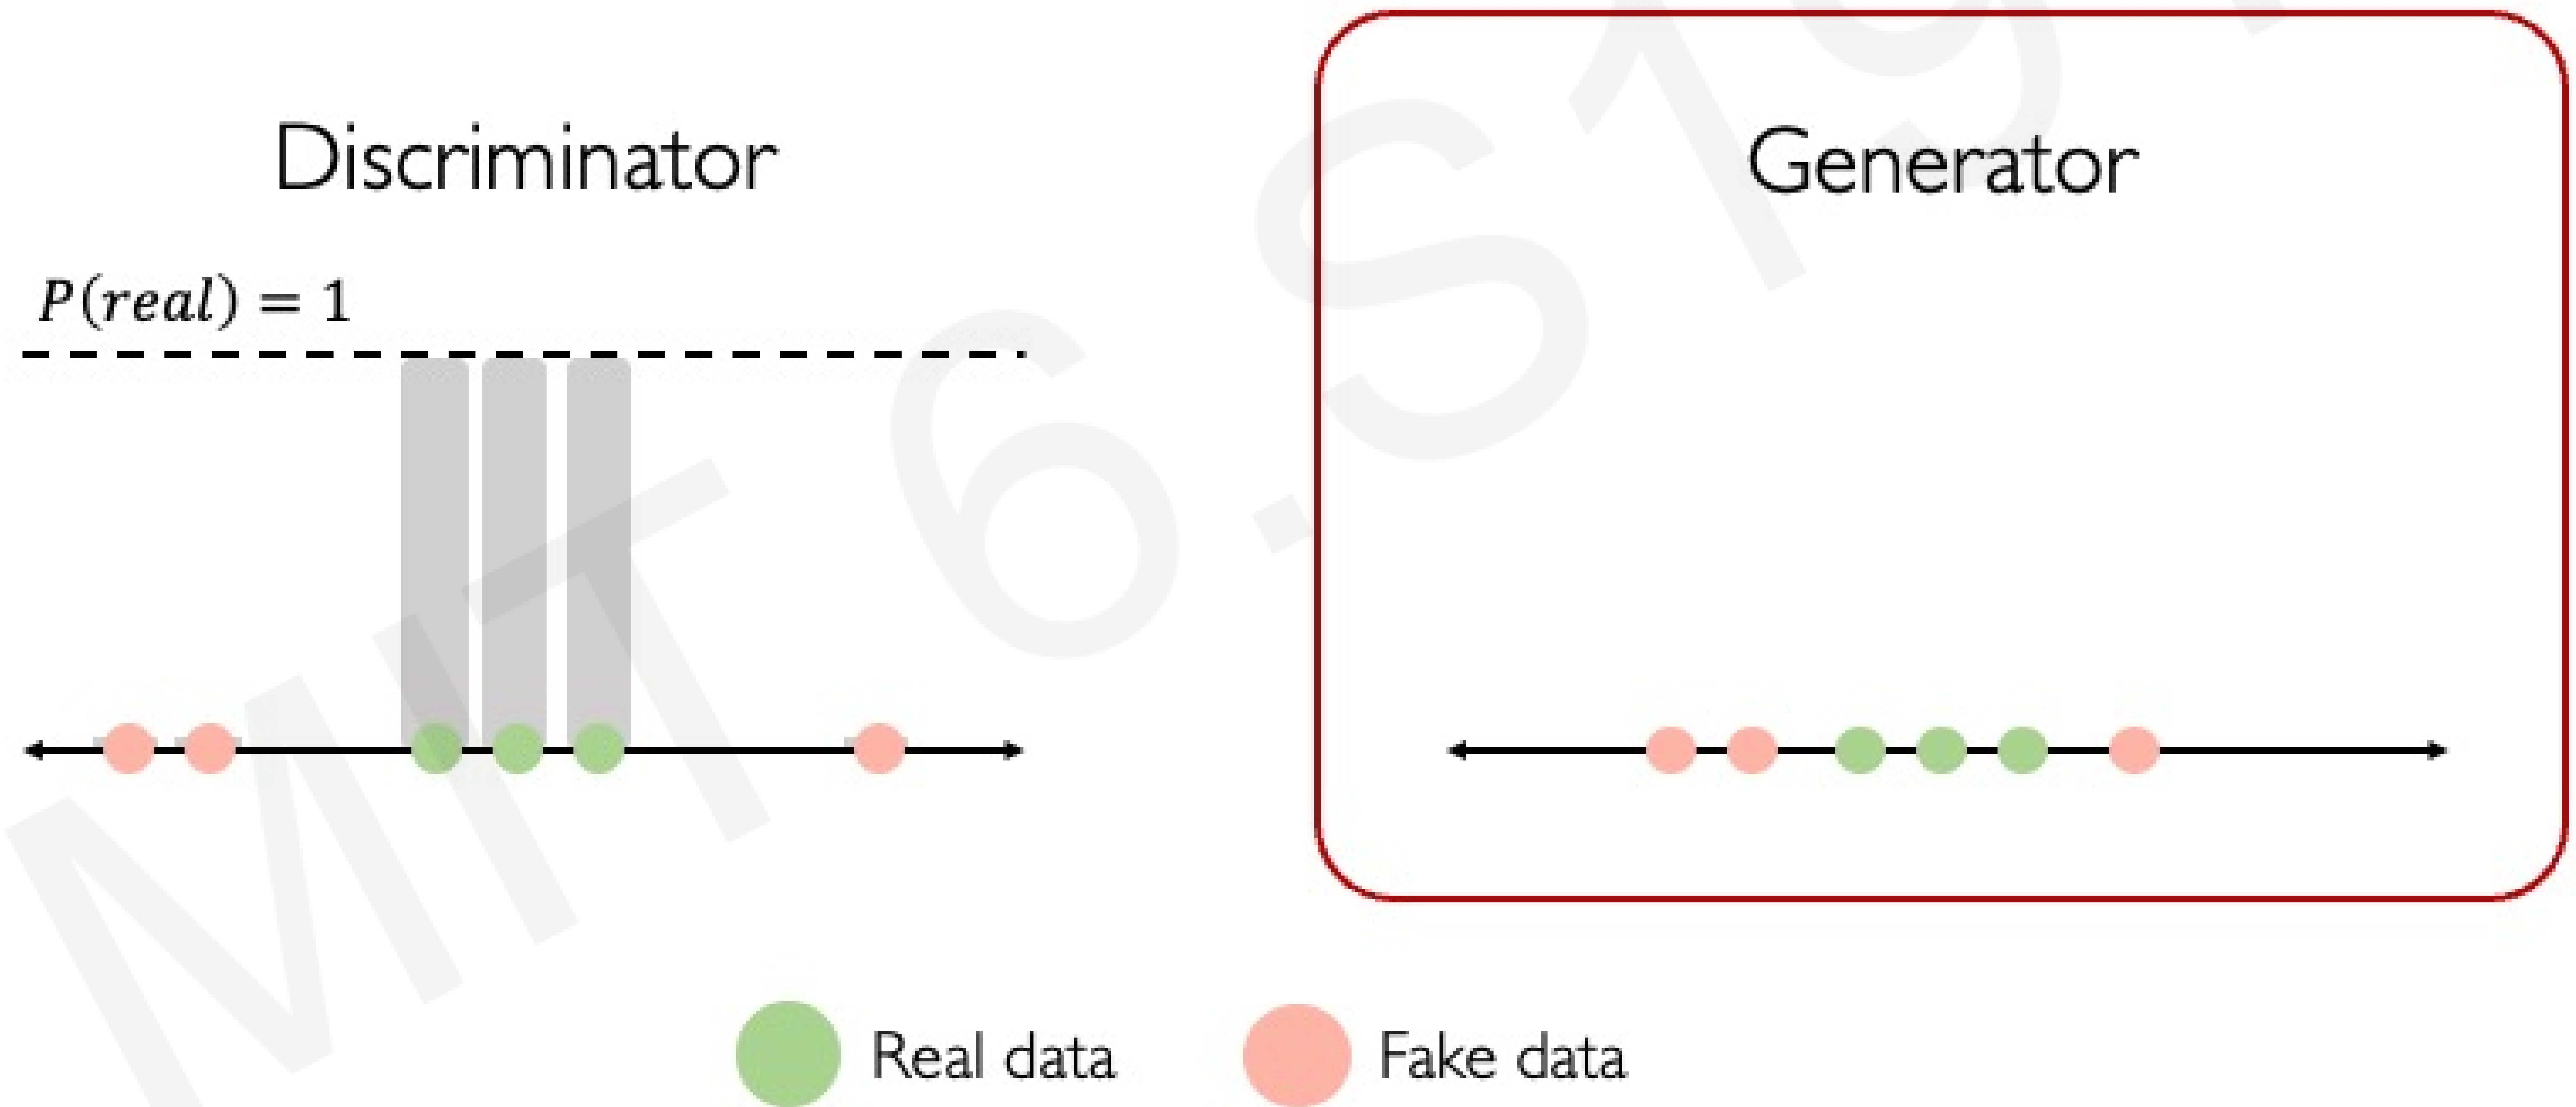 Discriminator
Generator
P(real) = 1
Real data
Fake data
MIT 6.S19